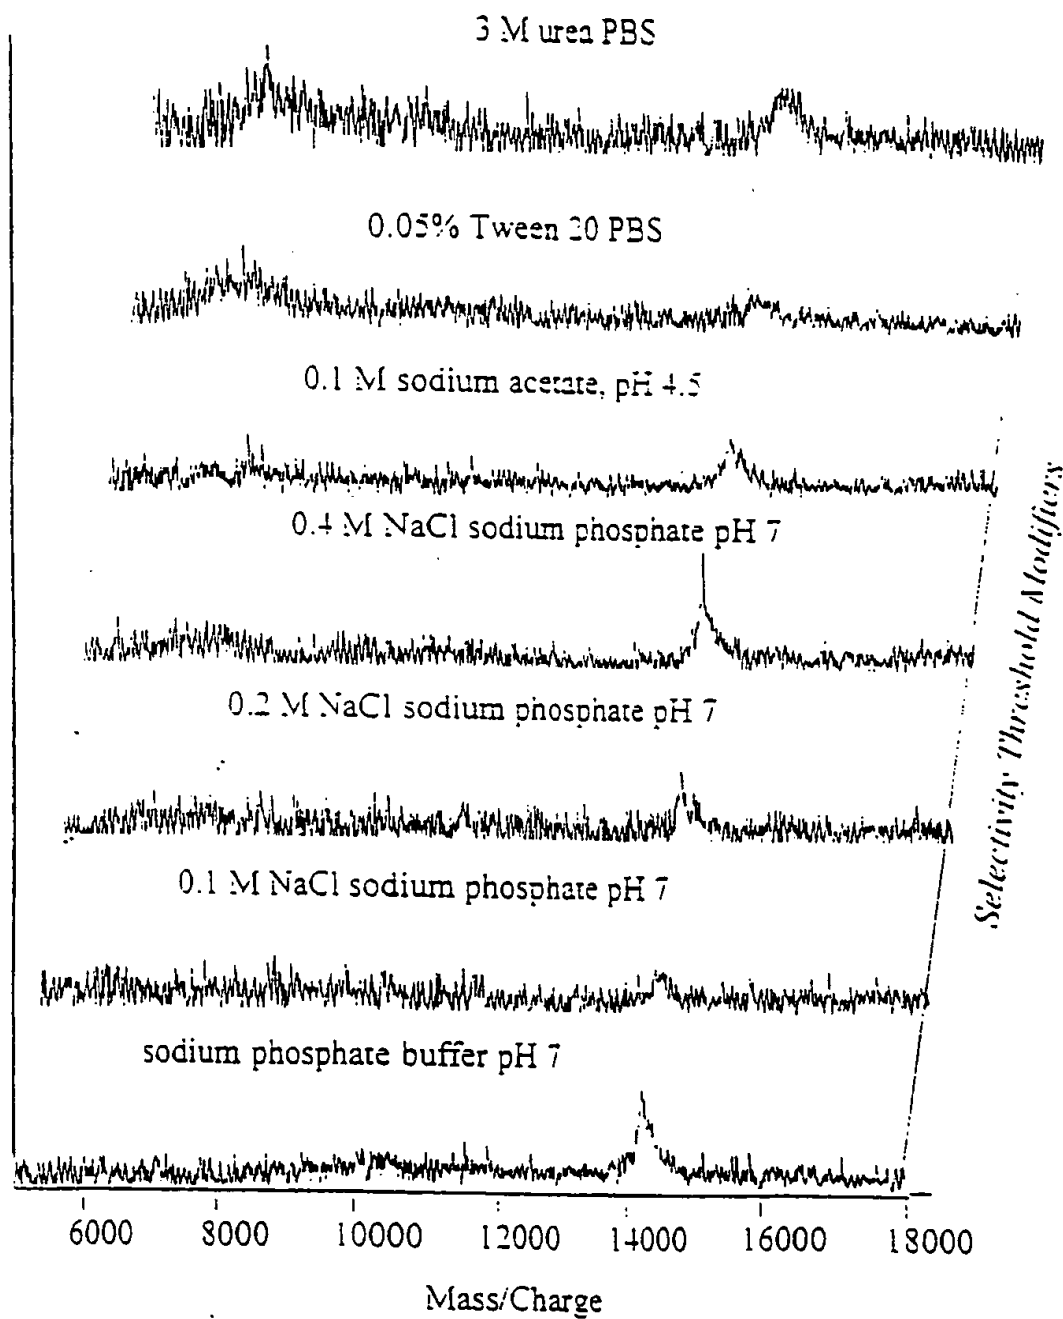 3 M urea PBS
0.05% Tween 20 PBS
0.1 M sodium acetate, pH 4.5
0.4 M NaCl sodium phosphate pH 7
0.2 M NaCl sodium phosphate pH 7
0.1 M NaCl sodium phosphate pH 7
sodium phosphate buffer pH 7
Selectivity Threshold Modifiers
6000 8000 10000 12000 14000 16000 18000
Mass/Charge